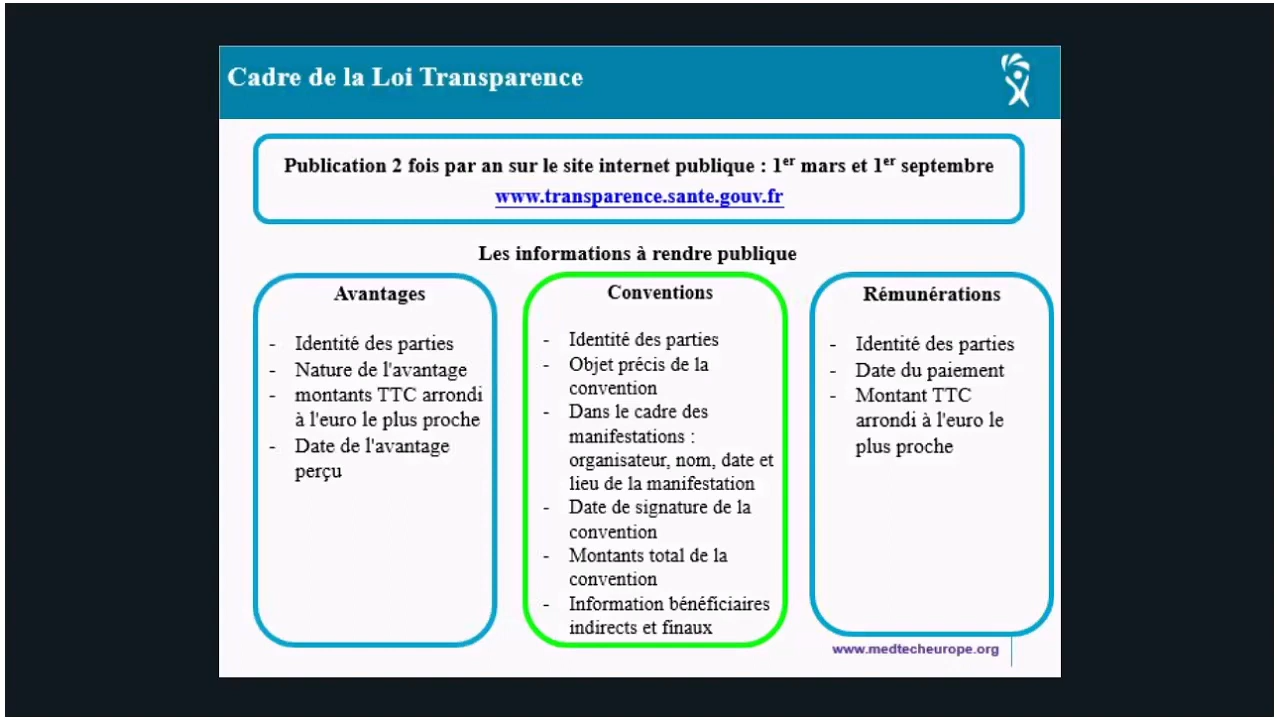 Cadre de la Loi Transparence
Publication 2 fois par an sur le site internet publique : 1er mars et 1er septembre
www.transparence.sante.gouv.fr
Les informations à rendre publique
Avantages
- Identité des parties
- Nature de l'avantage
- montants TTC arrondi
à l'euro le plus proche
- Date de l'avantage
perçu
Conventions
- Identité des parties
- Objet précis de la
convention
- Dans le cadre des
manifestations :
organisateur, nom, date et
lieu de la manifestation
- Date de signature de la
convention
- Montants total de la
convention
- Information bénéficiaires
indirects et finaux
Rémunérations
- Identité des parties
- Date du paiement
- Montant TTC
arrondi à l'euro le
plus proche
www.medtecheurope.org